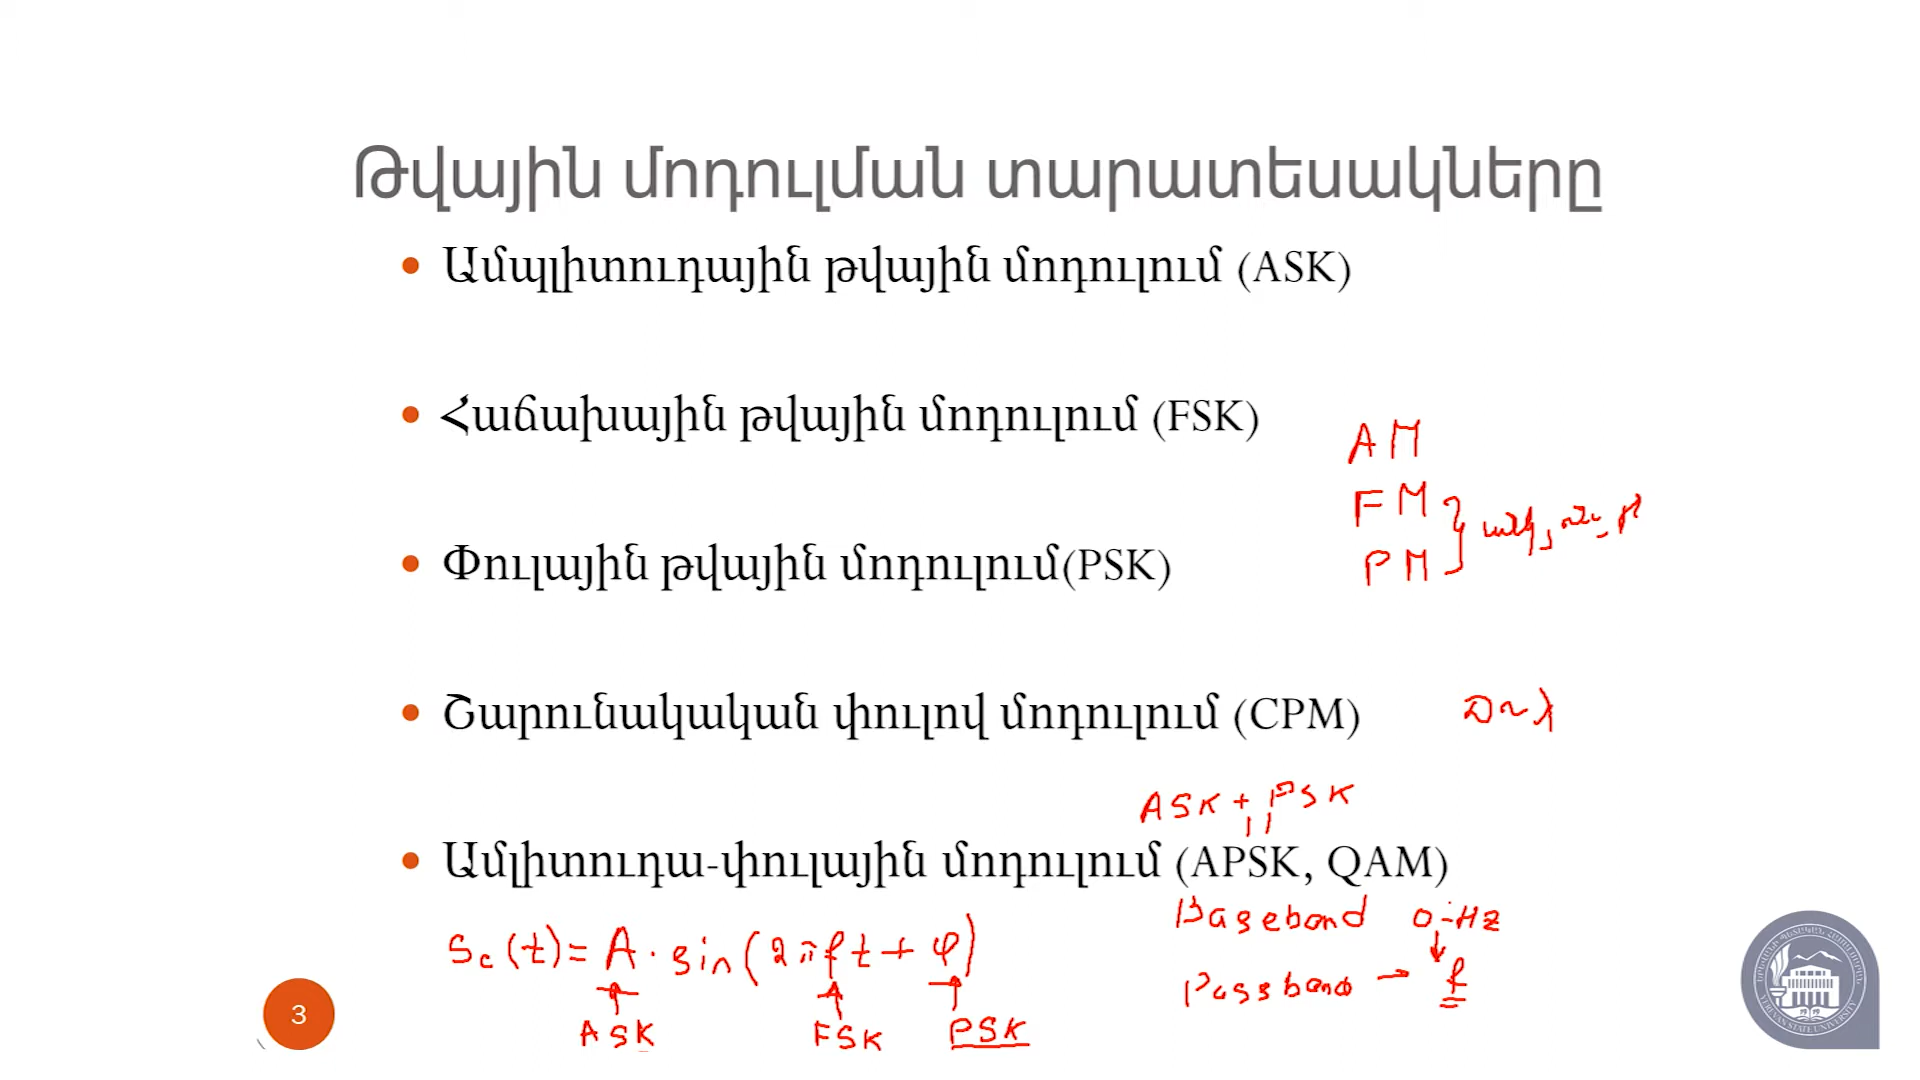 Թվային մոդուլման տարատեսակները
Ամպլիտուդային թվային մոդուլում (ASK)
Հաճախային թվային մոդուլում (FSK)
AM
FM
PM
Փուլային թվային մոդուլում(PSK)
Շարունակական փուլով մոդուլում (CPM)
D~λ
ASK + PSK
Ամլիտուդա-փուլային մոդուլում (APSK, QAM)
Baseband 0÷Hz
Sc(t) = A · sin(2πft + φ)
Passband → f
ASK FSK PSK
3